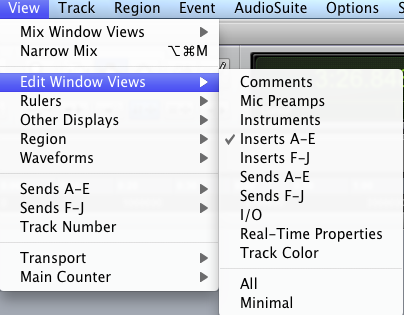 View Track Region Event AudioSuite Options
Mix Window Views
Narrow Mix ⌥⌘M
Edit Window Views
Rulers
Other Displays
Region
Waveforms
Sends A-E
Sends F-J
Track Number
Transport
Main Counter
Comments
Mic Preamps
Instruments
✓ Inserts A-E
Inserts F-J
Sends A-E
Sends F-J
I/O
Real-Time Properties
Track Color
All
Minimal